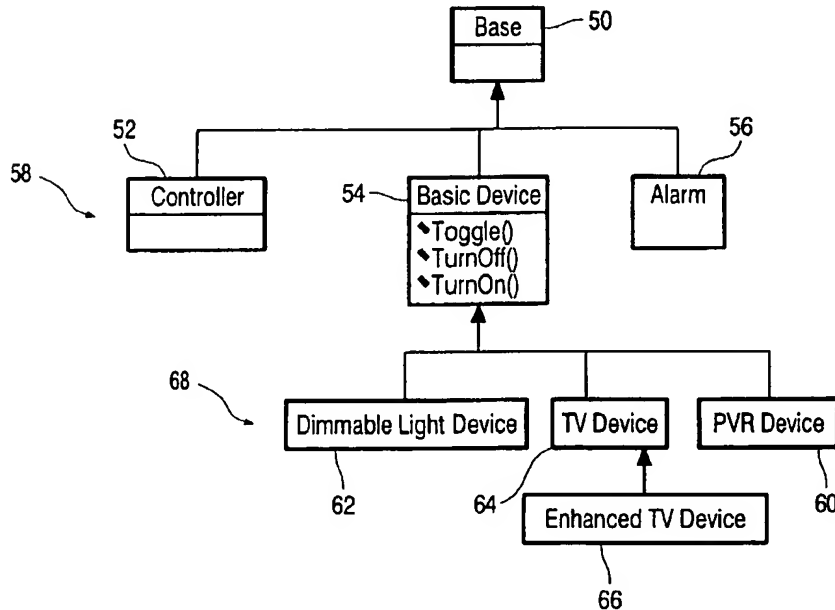 Base
50
52
56
58
Controller
54
Basic Device
Alarm
Toggle()
TurnOff()
TurnOn()
68
Dimmable Light Device
TV Device
PVR Device
62
64
60
Enhanced TV Device
66